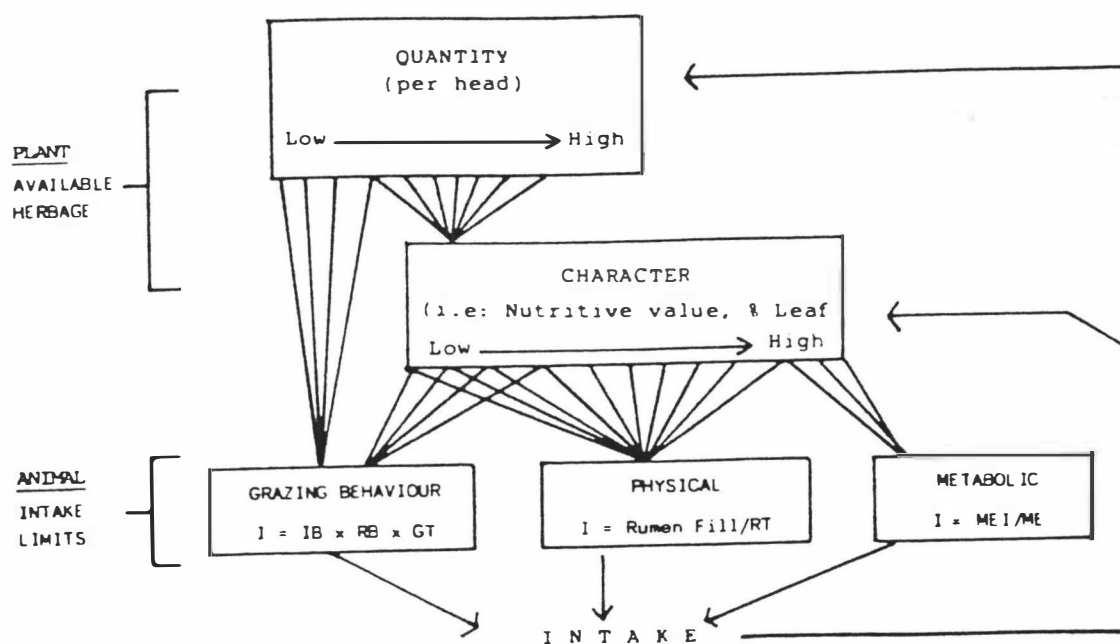 QUANTITY
(per head)
Low High
PLANT
AVAILABLE
HERBAGE
CHARACTER
(i.e: Nutritive value, % Leaf
Low High
ANIMAL
INTAKE
LIMITS
GRAZING BEHAVIOUR
I = IB x RB x GT
PHYSICAL
I = Rumen Fill/RT
METABOLIC
I = MEI/ME
I N T A K E